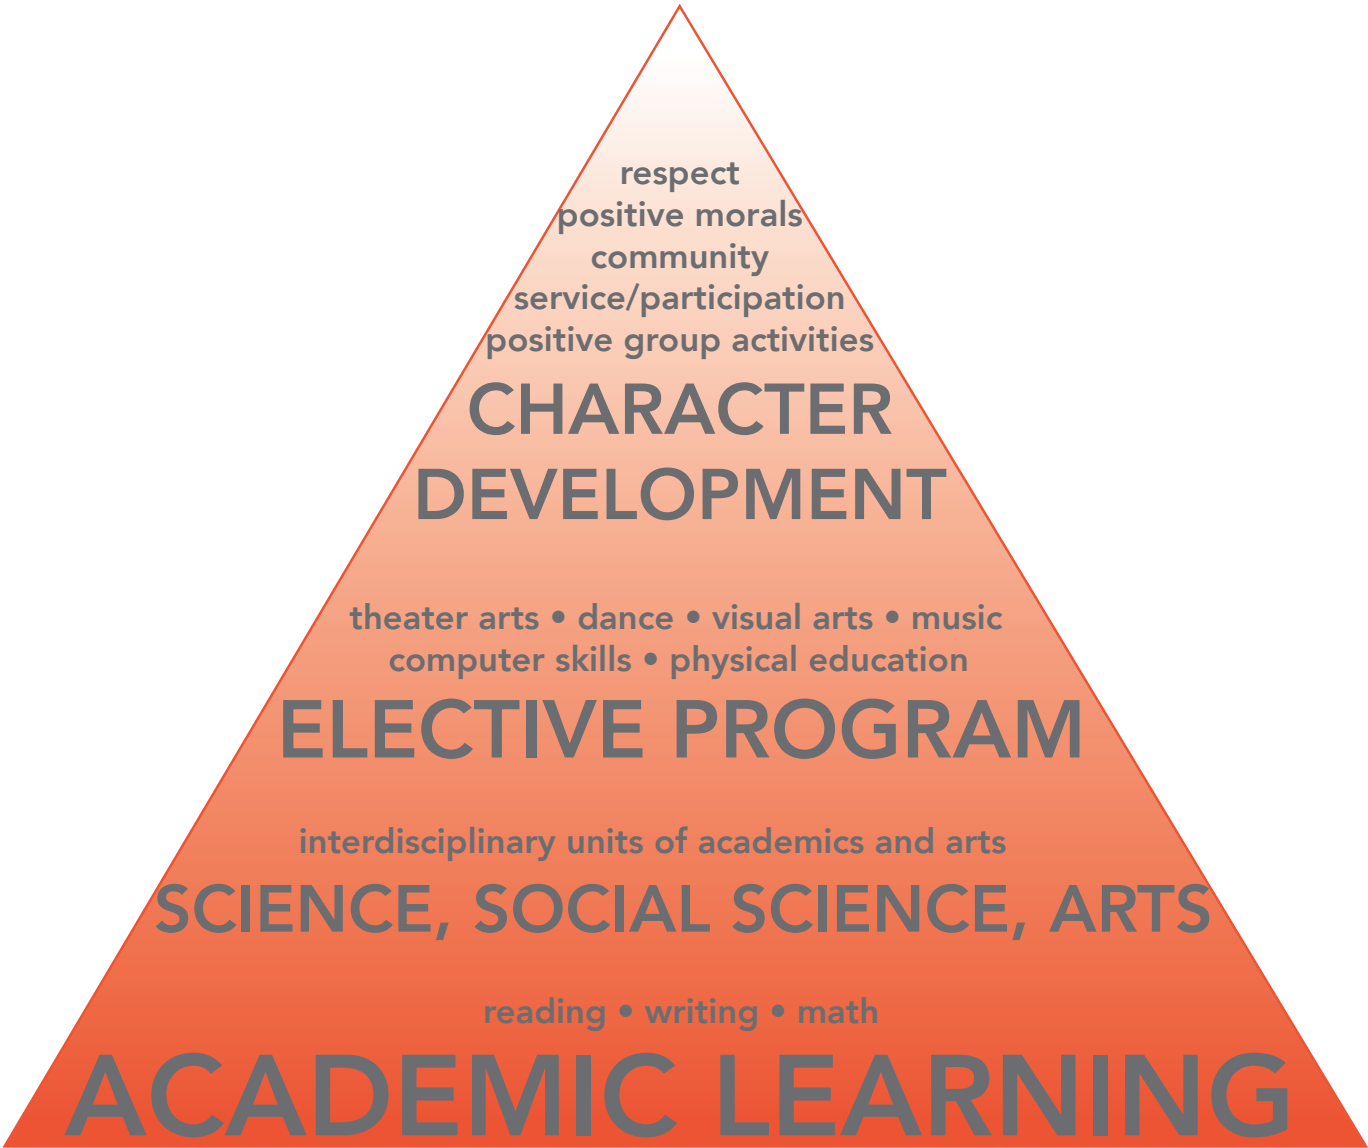 respect
positive morals
community
service/participation
positive group activities
CHARACTER
DEVELOPMENT
theater arts • dance • visual arts • music
computer skills • physical education
ELECTIVE PROGRAM
interdisciplinary units of academics and arts
SCIENCE, SOCIAL SCIENCE, ARTS
reading • writing • math
ACADEMIC LEARNING